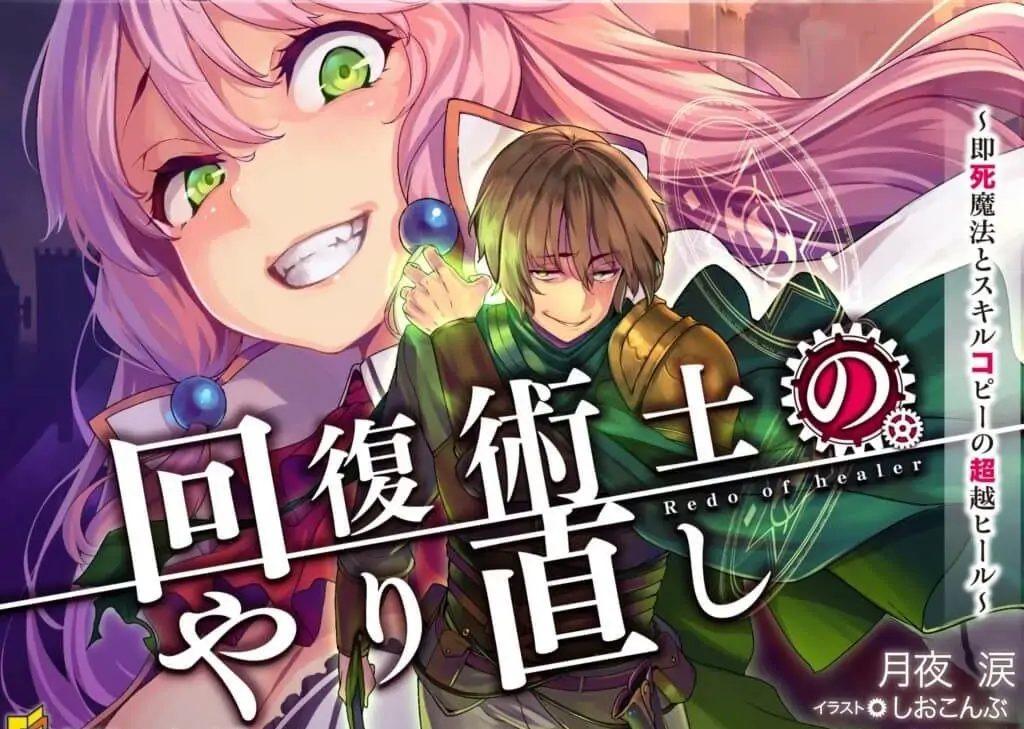 ~即死魔法とスキルコピーの超越ヒール~
回復術士の
Redo of healer
やり直し
月夜 涙
イラスト しおこんぶ